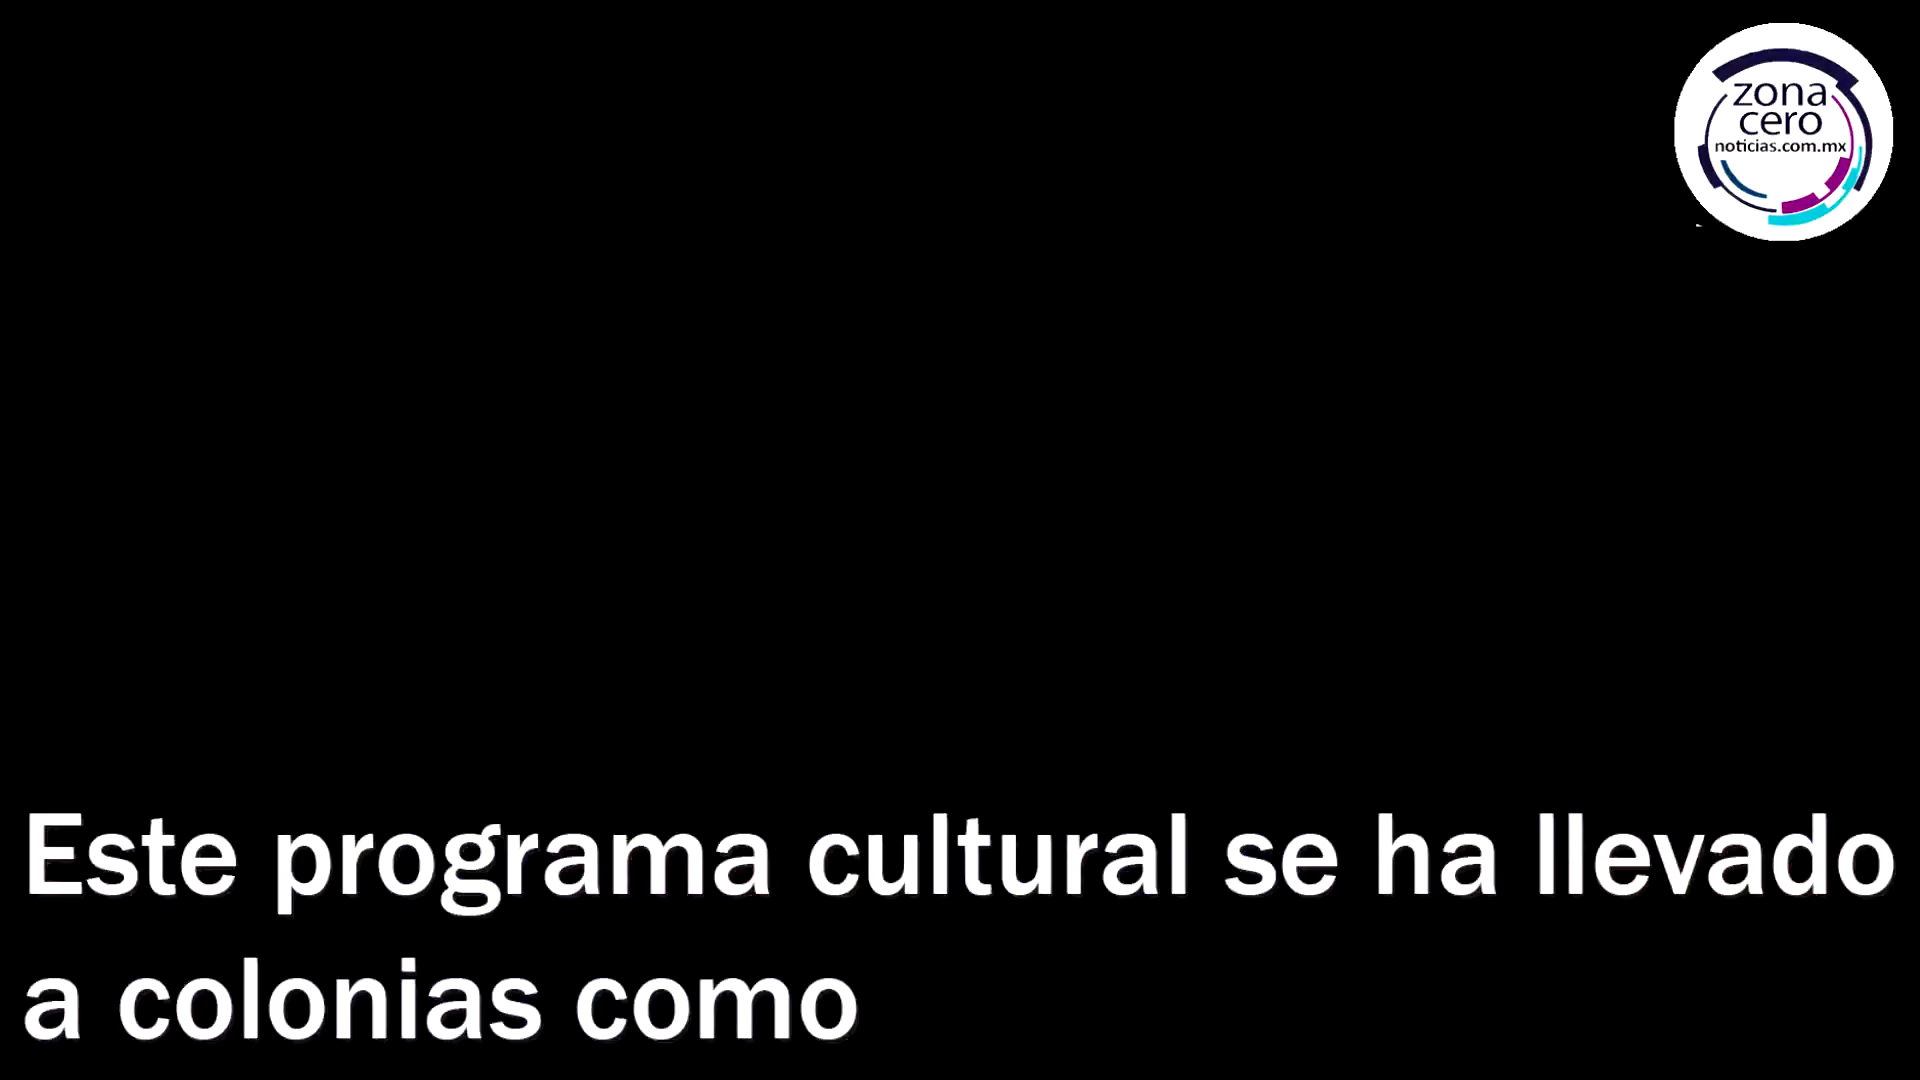 zona
cero
noticias.com.mx
Este programa cultural se ha llevado
a colonias como